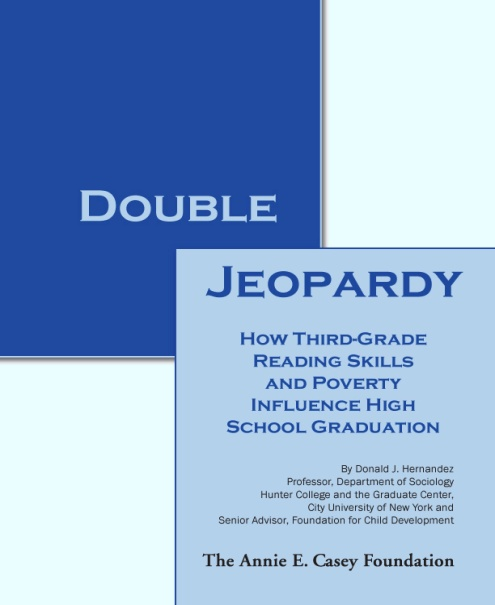 Double
Jeopardy
How Third-Grade
Reading Skills
and Poverty
Influence High
School Graduation
By Donald J. Hernandez
Professor, Department of Sociology
Hunter College and the Graduate Center,
City University of New York and
Senior Advisor, Foundation for Child Development
The Annie E. Casey Foundation